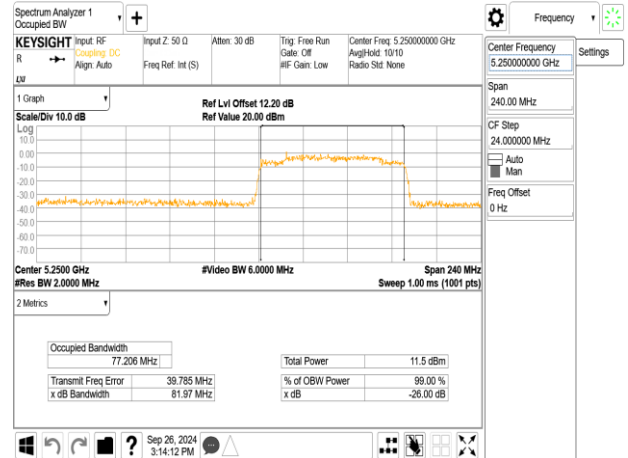 Spectrum Analyzer 1
Occupied BW
Frequency
KEYSIGHT
R
LXI
Input: RF
Coupling: DC
Align: Auto
Input Z: 50 Ω
Freq Ref: Int (S)
Atten: 30 dB
Trig: Free Run
Gate: Off
#IF Gain: Low
Center Freq: 5.250000000 GHz
Avg|Hold: 10/10
Radio Std: None
Center Frequency
5.250000000 GHz
Settings
Span
240.00 MHz
CF Step
24.000000 MHz
Auto
Man
Freq Offset
0 Hz
1 Graph
Scale/Div 10.0 dB
Ref Lvl Offset 12.20 dB
Ref Value 20.00 dBm
Log
10.0
0.00
-10.0
-20.0
-30.0
-40.0
-50.0
-60.0
-70.0
Center 5.2500 GHz
#Res BW 2.0000 MHz
#Video BW 6.0000 MHz
Span 240 MHz
Sweep 1.00 ms (1001 pts)
2 Metrics
Occupied Bandwidth
77.206 MHz
Transmit Freq Error 39.785 MHz
x dB Bandwidth 81.97 MHz
Total Power 11.5 dBm
% of OBW Power 99.00 %
x dB -26.00 dB
?
Sep 26, 2024
3:14:12 PM